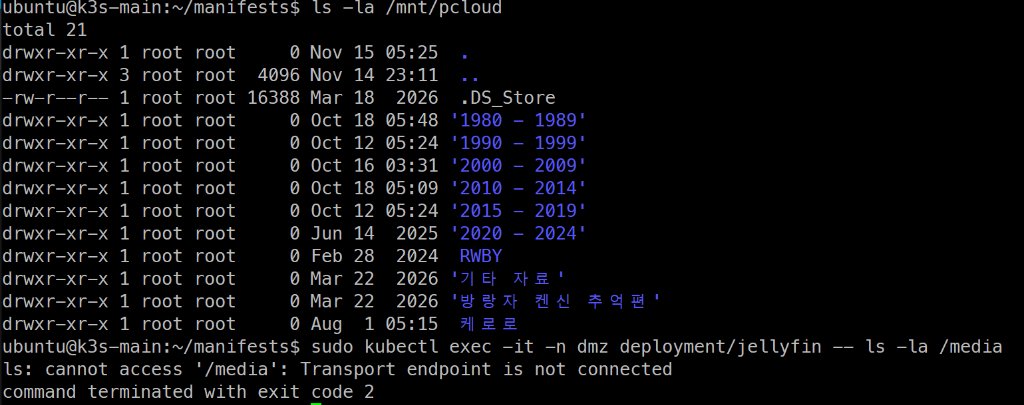 ubuntu@k3s-main:~/manifests$ ls -la /mnt/pcloud
total 21
drwxr-xr-x 1 root root     0 Nov 15 05:25  .
drwxr-xr-x 3 root root  4096 Nov 14 23:11  ..
-rw-r--r-- 1 root root 16388 Mar 18  2026  .DS_Store
drwxr-xr-x 1 root root     0 Oct 18 05:48 '1980 - 1989'
drwxr-xr-x 1 root root     0 Oct 12 05:24 '1990 - 1999'
drwxr-xr-x 1 root root     0 Oct 16 03:31 '2000 - 2009'
drwxr-xr-x 1 root root     0 Oct 18 05:09 '2010 - 2014'
drwxr-xr-x 1 root root     0 Oct 12 05:24 '2015 - 2019'
drwxr-xr-x 1 root root     0 Jun 14  2025 '2020 - 2024'
drwxr-xr-x 1 root root     0 Feb 28  2024  RWBY
drwxr-xr-x 1 root root     0 Mar 22  2026 '기타 자료'
drwxr-xr-x 1 root root     0 Mar 22  2026 '방랑자 켄신 추억편'
drwxr-xr-x 1 root root     0 Aug  1 05:15  케로로
ubuntu@k3s-main:~/manifests$ sudo kubectl exec -it -n dmz deployment/jellyfin -- ls -la /media
ls: cannot access '/media': Transport endpoint is not connected
command terminated with exit code 2